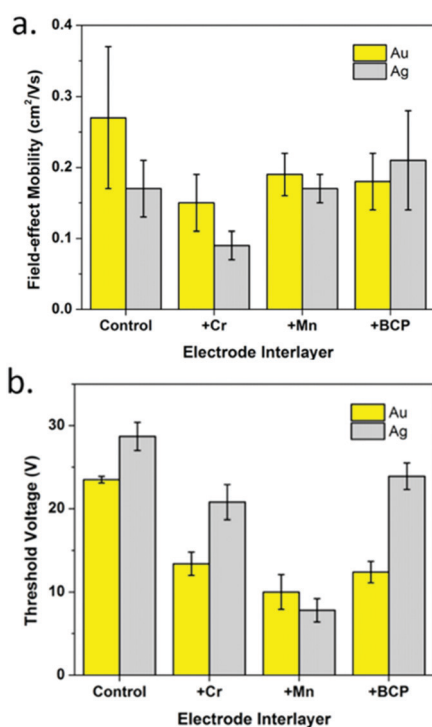 a.
Field-effect Mobility (cm²/Vs)
0.4
0.3
0.2
0.1
0.0
Au
Ag
Control +Cr +Mn +BCP
Electrode Interlayer
b.
Threshold Voltage (V)
30
20
10
0
Au
Ag
Control +Cr +Mn +BCP
Electrode Interlayer